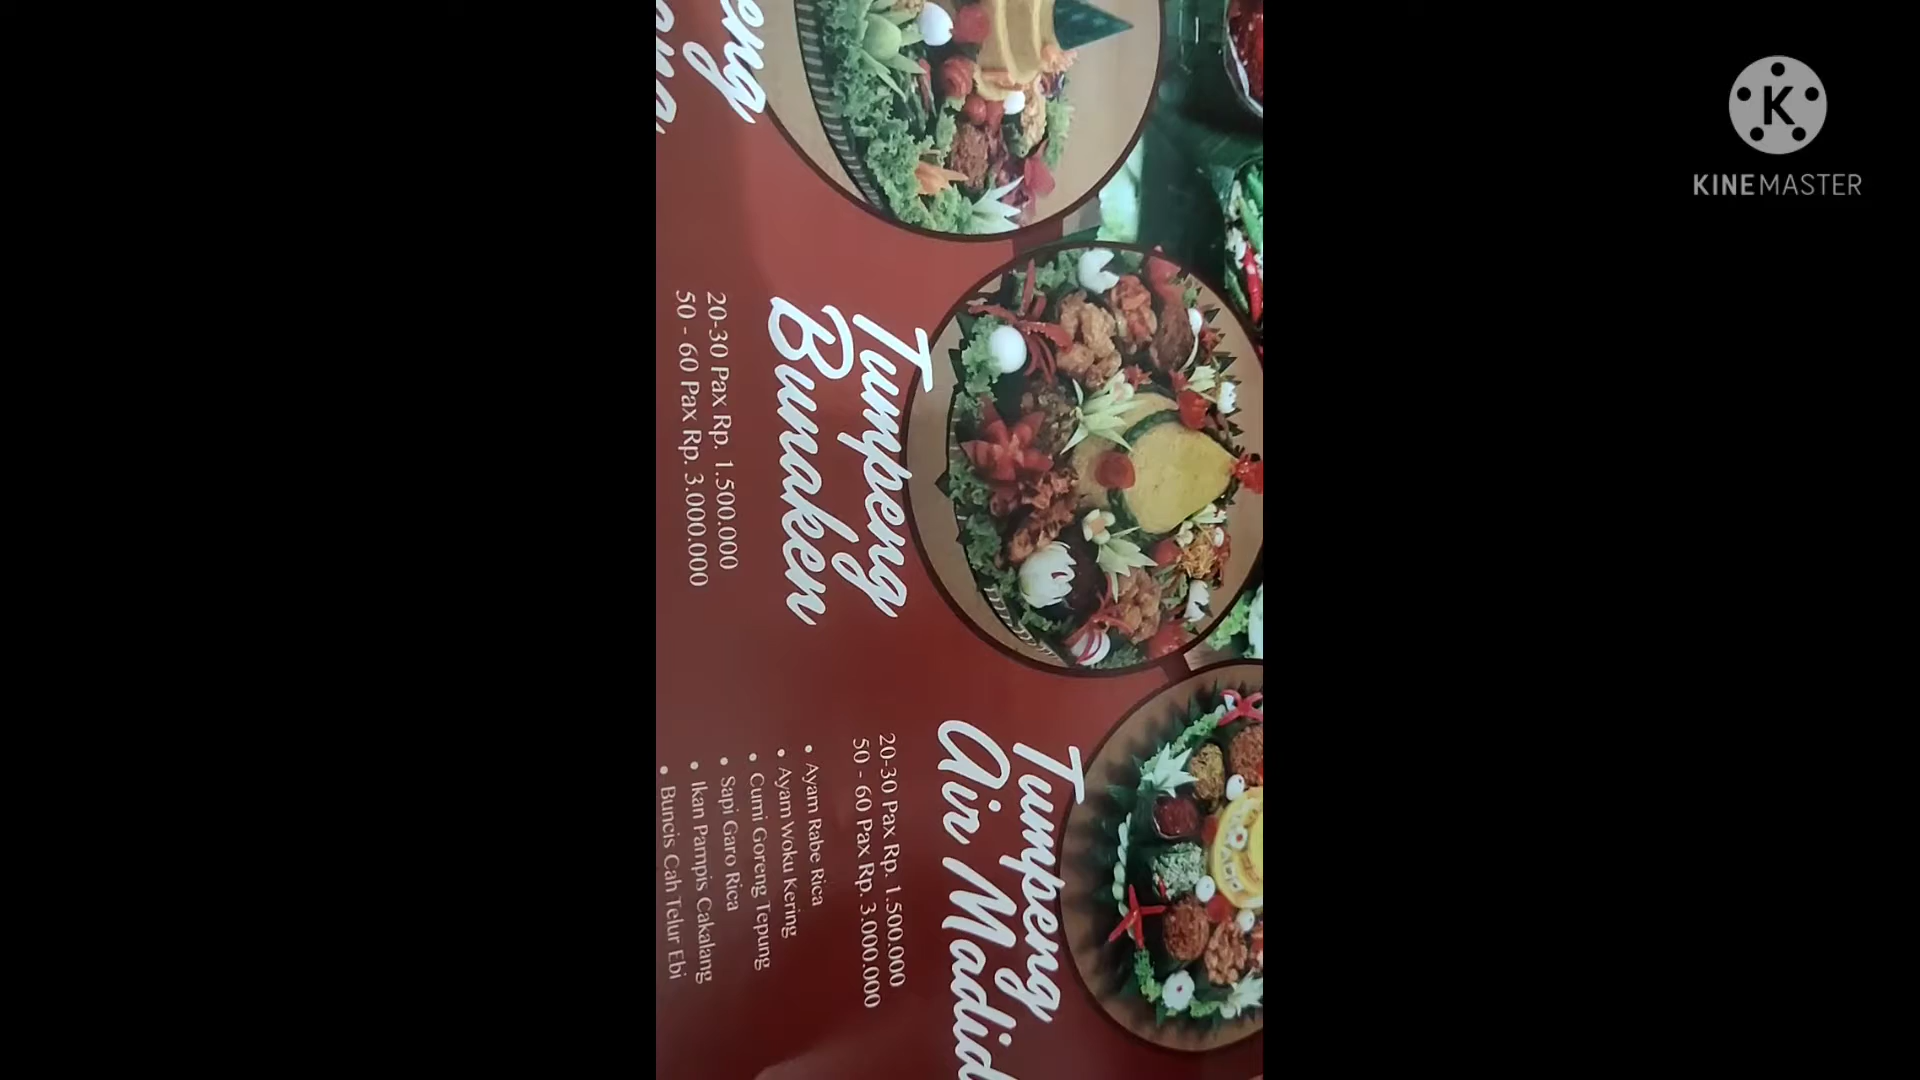 eng
Tumpeng
Bunaken
20-30 Pax Rp. 1.500.000
50 - 60 Pax Rp. 3.000.000
Tumpeng
Air Madid
20-30 Pax Rp. 1.500.000
50 - 60 Pax Rp. 3.000.000
• Ayam Rabe Rica
• Ayam Woku Kering
• Cumi Goreng Tepung
• Sapi Garo Rica
• Ikan Pampis Cakalang
• Buncis Cah Telur Ebi
K
KINEMASTER